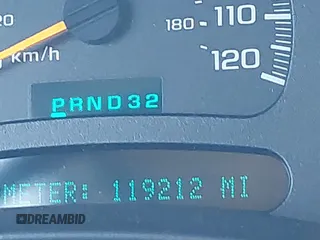 20
180
110
120
km/h
PRND32
METER: 119212 MI
DREAMBID